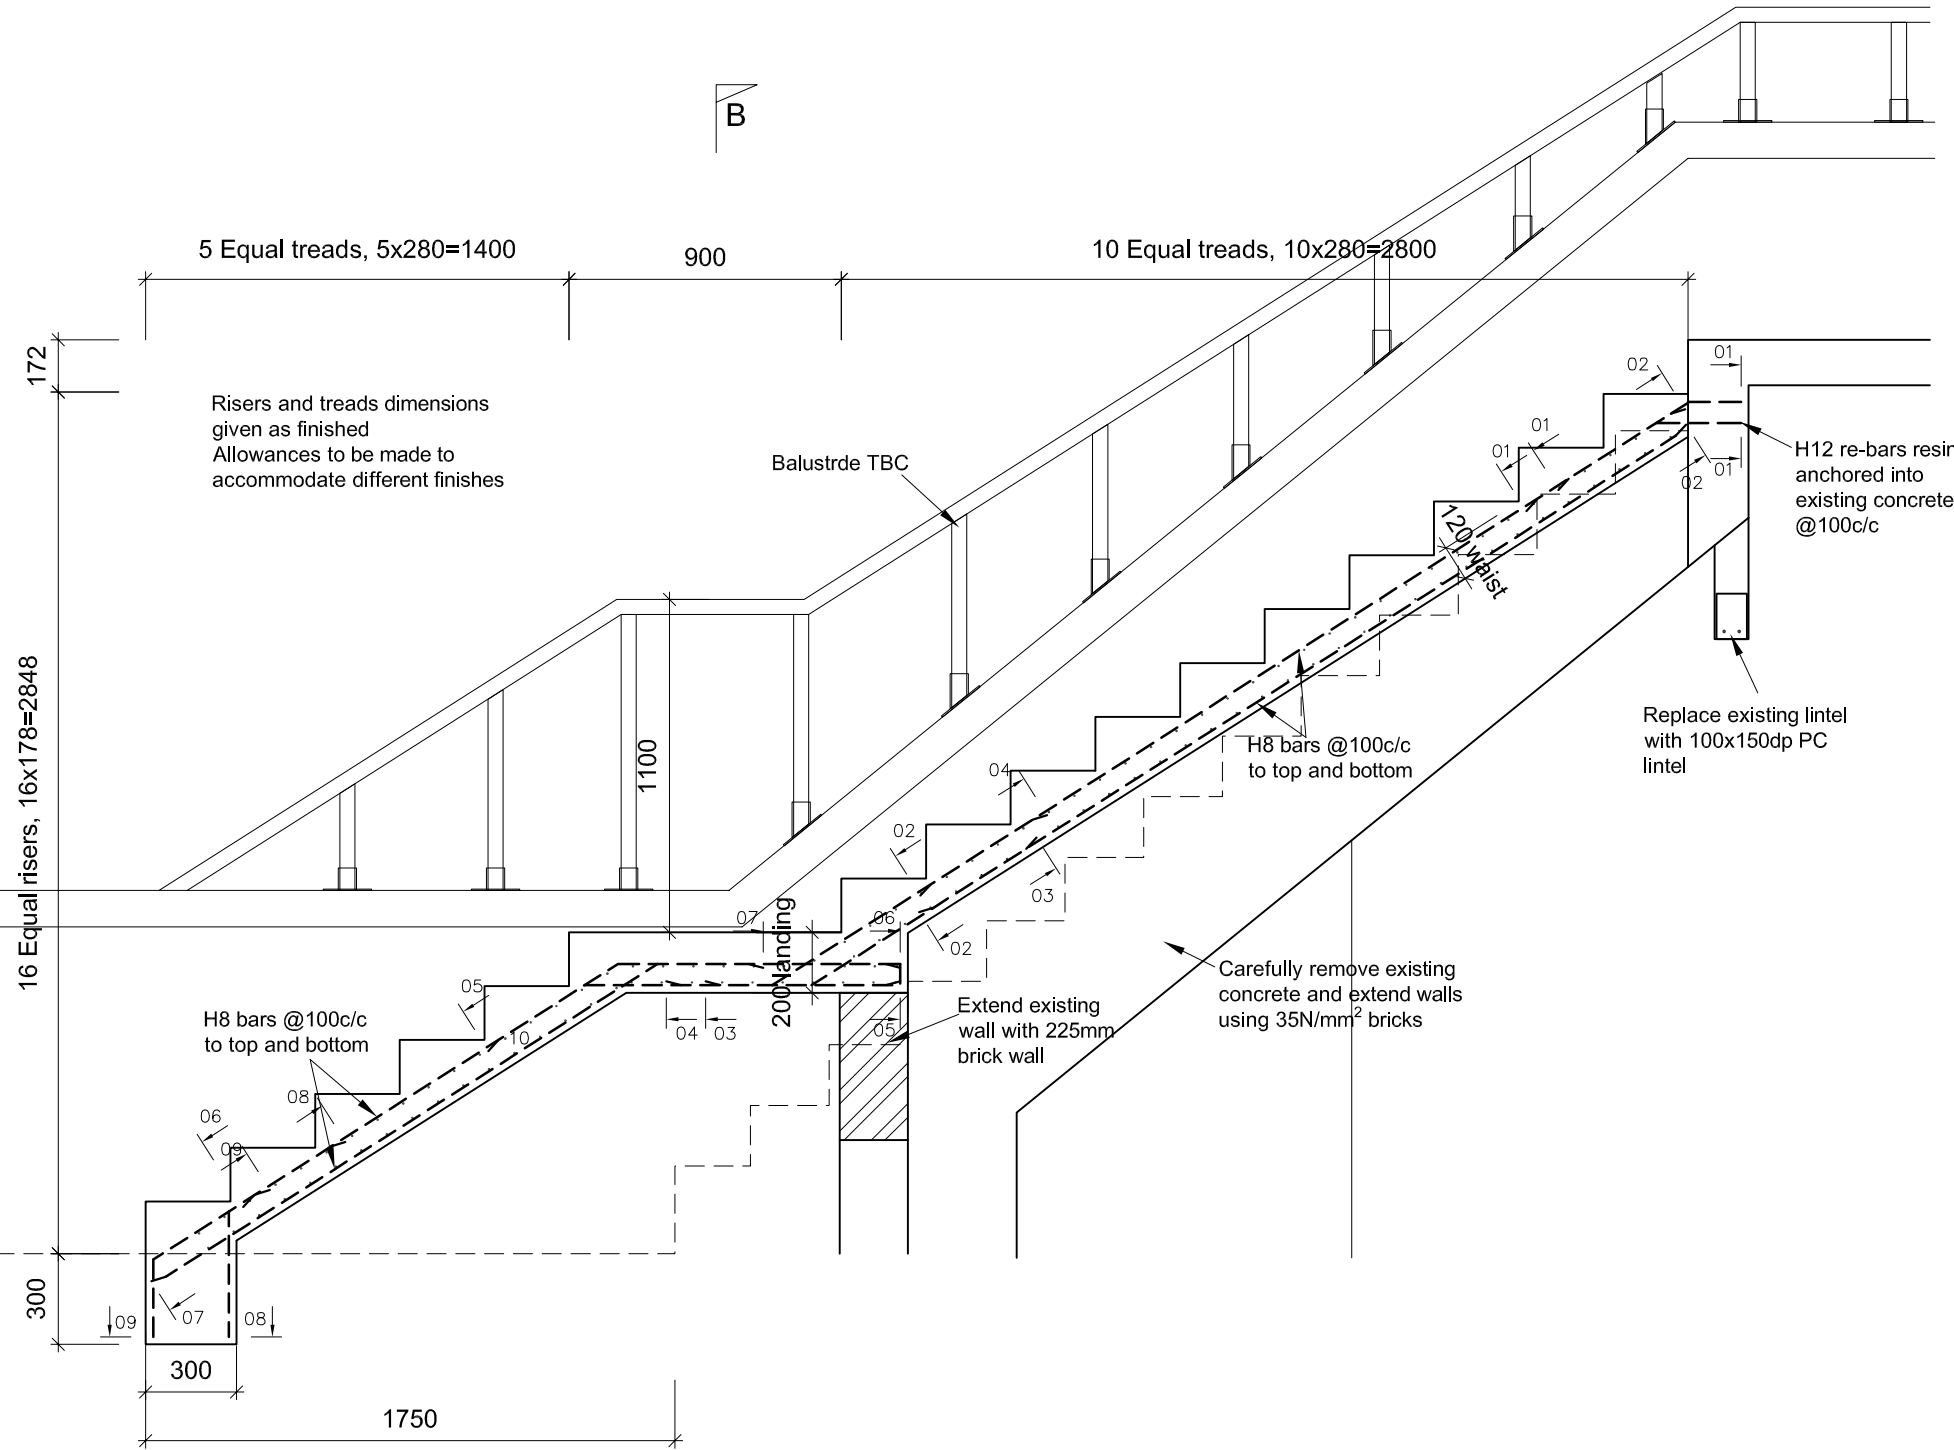 B
5 Equal treads, 5x280=1400
900
10 Equal treads, 10x280=2800
172
Risers and treads dimensions
given as finished
Allowances to be made to
accommodate different finishes
Balustrde TBC
02
01
01
01
02
01
H12 re-bars resin
anchored into
existing concrete
@100c/c
120 waist
16 Equal risers, 16x178=2848
1100
Replace existing lintel
with 100x150dp PC
lintel
H8 bars @100c/c
to top and bottom
04
02
03
07
06
02
200 landing
05
04
03
05
Extend existing
wall with 225mm
brick wall
Carefully remove existing
concrete and extend walls
using 35N/mm² bricks
H8 bars @100c/c
to top and bottom
10
08
06
09
300
07
09
08
300
1750